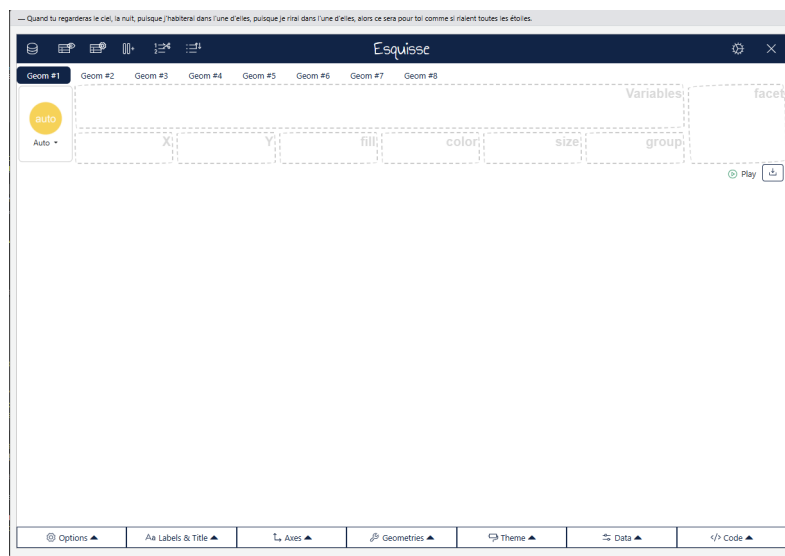 — Quand tu regarderas le ciel, la nuit, puisque j'habiterai dans l'une d'elles, puisque je rirai dans l'une d'elles, alors ce sera pour toi comme si riaient toutes les étoiles.
Esquisse
Geom #1 Geom #2 Geom #3 Geom #4 Geom #5 Geom #6 Geom #7 Geom #8
Variables facet
auto
Auto
X Y fill color size group
Play
Options Aa Labels & Title Axes Geometries Theme Data </> Code